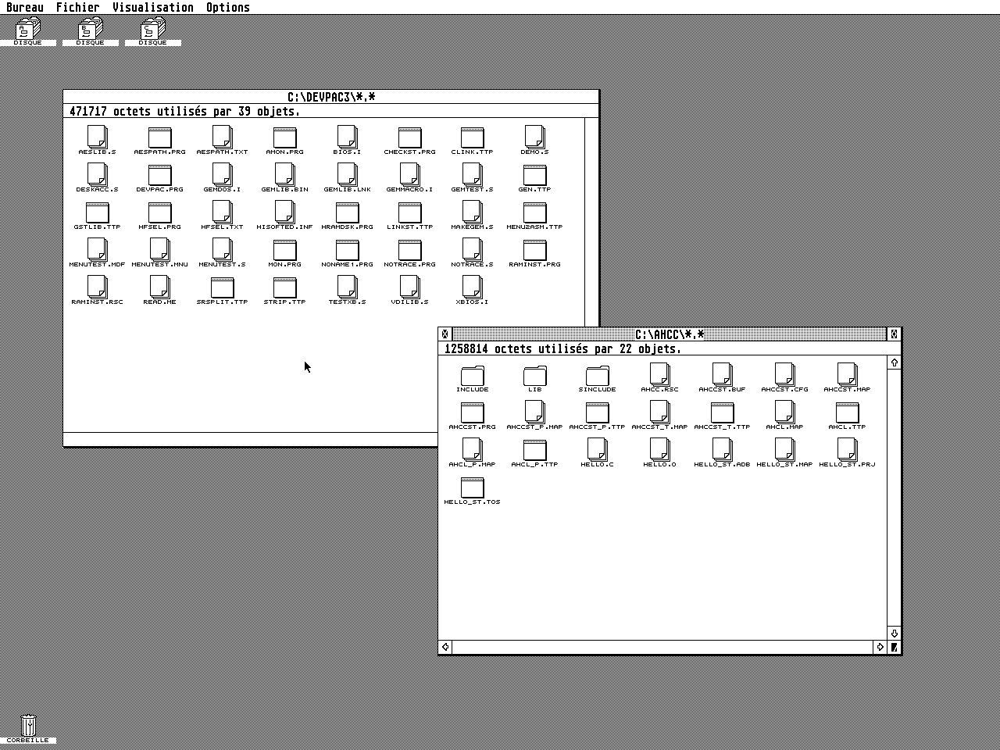 Bureau Fichier Visualisation Options
A B C
DISQUE DISQUE DISQUE
C:\DEVPAC3\*.*
471717 octets utilisés par 39 objets.
AESLIB.S AESPATH.PRG AESPATH.TXT AMON.PRG BIOS.I CHECKST.PRG CLINK.TTP DEMO.S
DESKACC.S DEVPAC.PRG GEMDOS.I GEMLIB.BIN GEMLIB.LNK GEMMACRO.I GEMTEST.S GEN.TTP
GSTLIB.TTP HFSEL.PRG HFSEL.TXT HISOFTED.INF HRAMDSK.PRG LINKST.TTP MAKEGEM.S MENU2ASM.TTP
MENUTEST.MDF MENUTEST.MNU MENUTEST.S MON.PRG NONAME1.PRG NOTRACE.PRG NOTRACE.S RAMINST.PRG
RAMINST.RSC READ.ME SRSPLIT.TTP STRIP.TTP TESTXB.S VDILIB.S XBIOS.I
C:\AHCC\*.*
1258814 octets utilisés par 22 objets.
INCLUDE LIB SINCLUDE AHCC.RSC AHCCST.BUF AHCCST.CFG AHCCST.MAP
AHCCST.PRG AHCCST_P.MAP AHCCST_P.TTP AHCCST_T.MAP AHCCST_T.TTP AHCL.MAP AHCL.TTP
AHCL_P.MAP AHCL_P.TTP HELLO.C HELLO.O HELLO_ST.ADB HELLO_ST.MAP HELLO_ST.PRJ
HELLO_ST.TOS
CORBEILLE